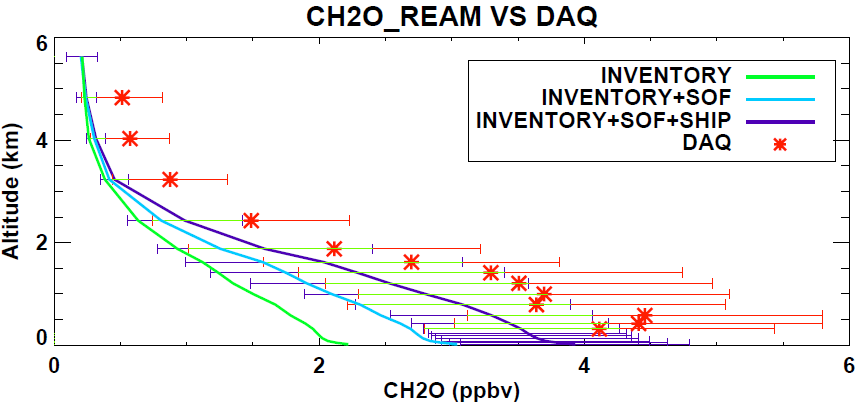 CH2O_REAM VS DAQ
6
INVENTORY
INVENTORY+SOF
INVENTORY+SOF+SHIP
DAQ
4
Altitude (km)
2
0
0 2 4 6
CH2O (ppbv)